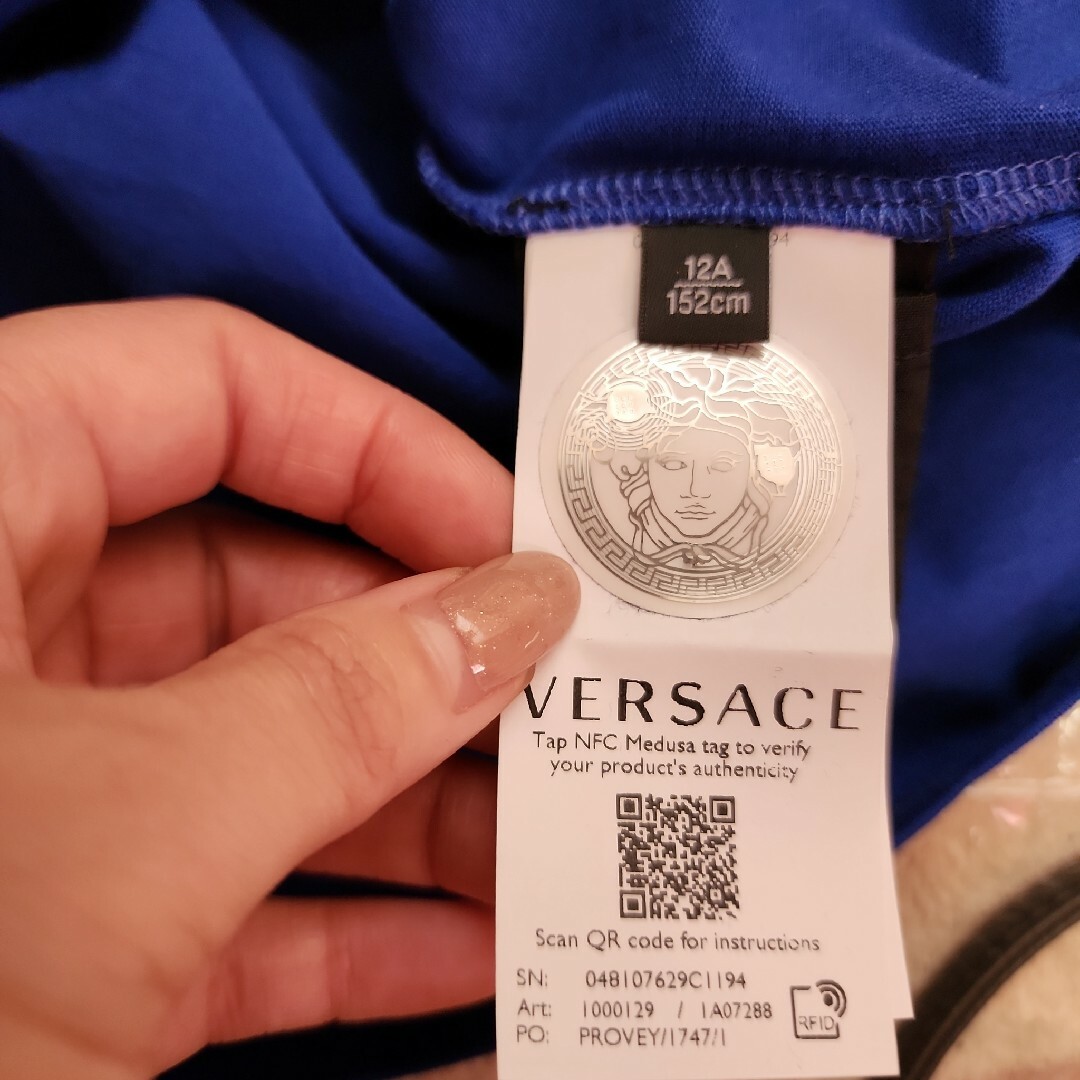 94
12A
152cm
VERSACE
Tap NFC Medusa tag to verify
your product's authenticity
Scan QR code for instructions
SN: 048107629C1194
Art: 1000129 / 1A07288
PO: PROVEY/1747/1
RFID